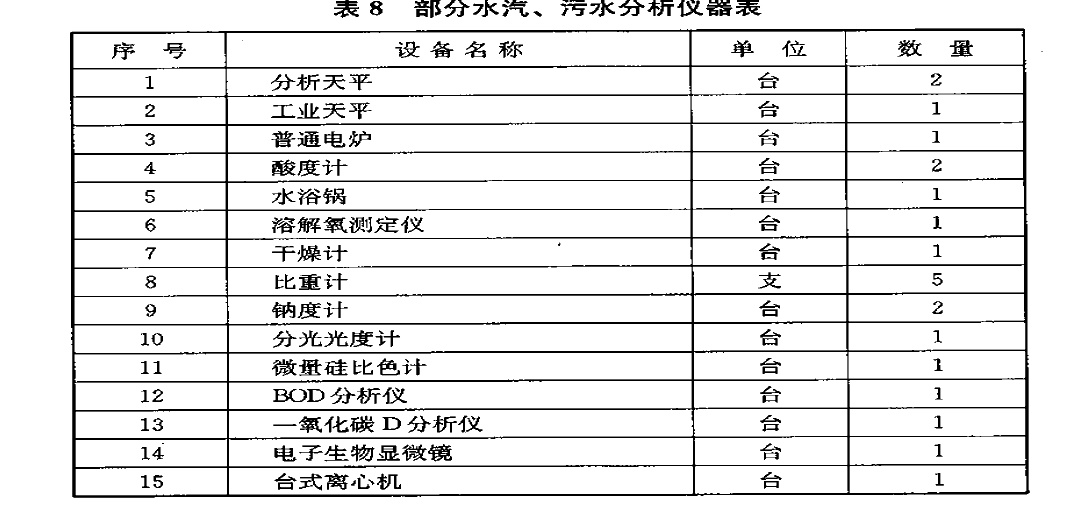 表 8 部分水汽、污水分析仪器表
序 号 设 备 名 称 单 位 数 量
1 分析天平 台 2
2 工业天平 台 1
3 普通电炉 台 1
4 酸度计 台 2
5 水浴锅 台 1
6 溶解氧测定仪 台 1
7 干燥计 台 1
8 比重计 支 5
9 钠度计 台 2
10 分光光度计 台 1
11 微量硅比色计 台 1
12 BOD 分析仪 台 1
13 一氧化碳 D 分析仪 台 1
14 电子生物显微镜 台 1
15 台式离心机 台 1